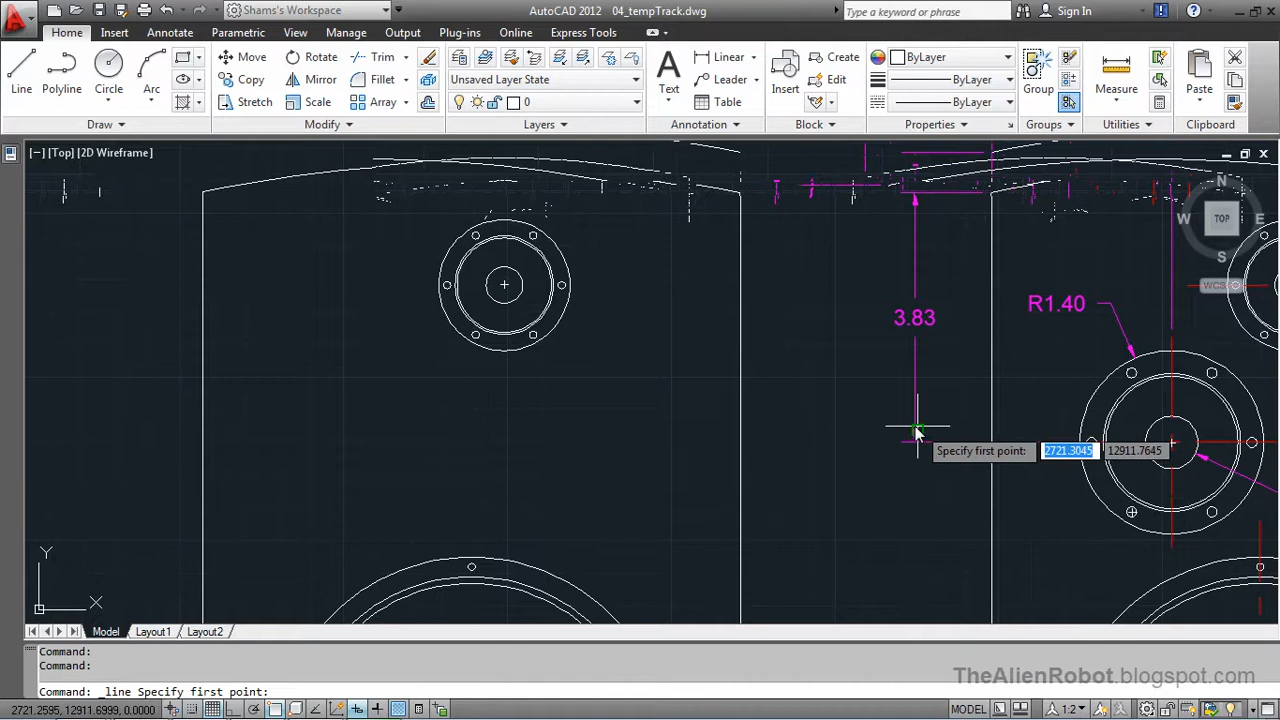 Shams's Workspace
AutoCAD 2012 04_tempTrack.dwg
Type a keyword or phrase
Sign In
Home Insert Annotate Parametric View Manage Output Plug-ins Online Express Tools
Move Rotate Trim
Copy Mirror Fillet
Stretch Scale Array
Line Polyline Circle Arc
Unsaved Layer State
0
Text
Linear
Leader
Table
Insert
Create
Edit
ByLayer
ByLayer
ByLayer
Group
Measure
Paste
Draw Modify Layers Annotation Block Properties Groups Utilities Clipboard
[−] [Top] [2D Wireframe]
N
W TOP E
S
WCS
R1.40
3.83
Specify first point: 2721.3045 12911.7645
Y
X
Model Layout1 Layout2
Command:
Command:
TheAlienRobot.blogspot.com
Command: _line Specify first point:
2721.2595, 12911.6999, 0.0000
MODEL
1:2